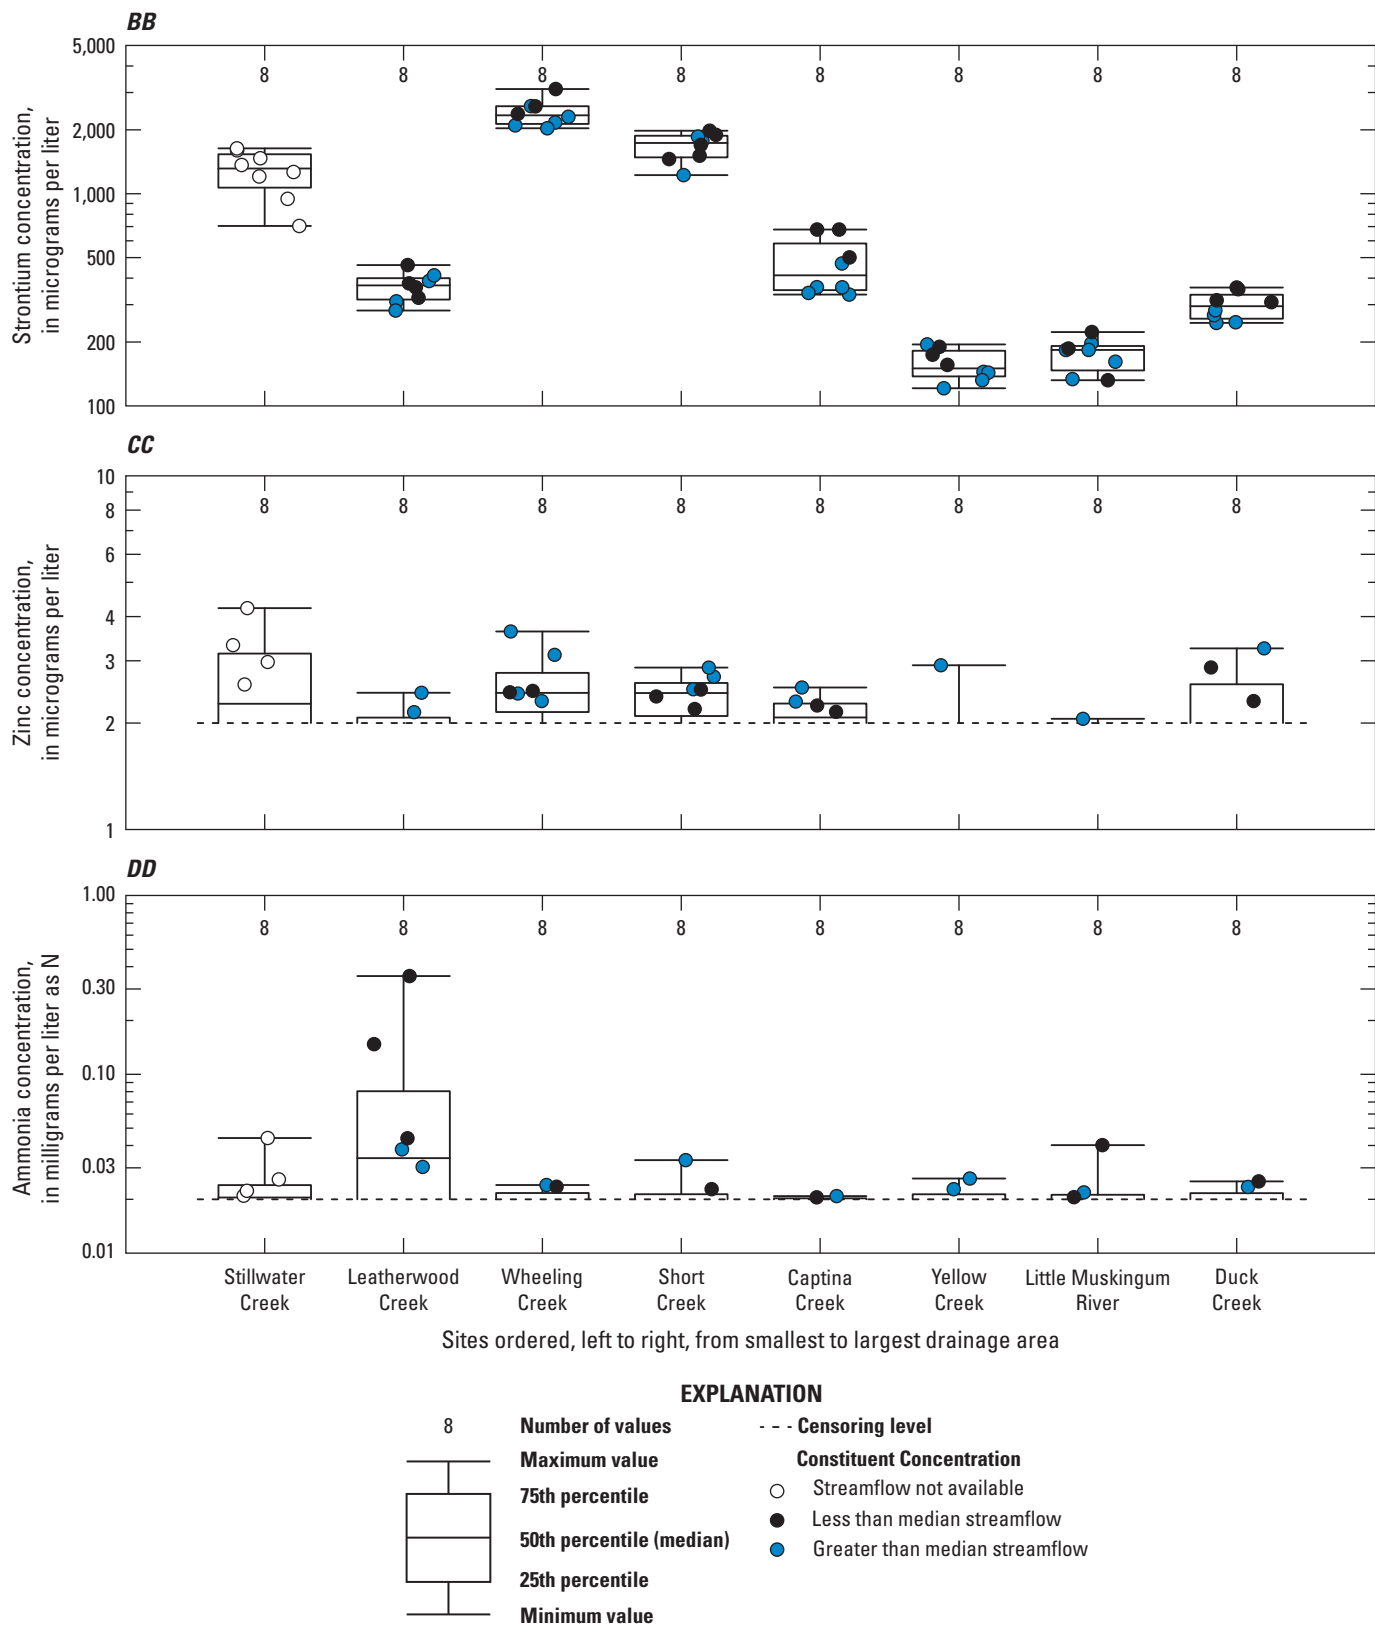 BB
Strontium concentration,
in micrograms per liter
5,000
2,000
1,000
500
200
100
8 8 8 8 8 8 8 8
CC
Zinc concentration,
in micrograms per liter
10
8
6
4
3
2
1
8 8 8 8 8 8 8 8
DD
Ammonia concentration,
in milligrams per liter as N
1.00
0.30
0.10
0.03
0.01
8 8 8 8 8 8 8 8
Stillwater Creek
Leatherwood Creek
Wheeling Creek
Short Creek
Captina Creek
Yellow Creek
Little Muskingum River
Duck Creek
Sites ordered, left to right, from smallest to largest drainage area
EXPLANATION
8 Number of values
Maximum value
75th percentile
50th percentile (median)
25th percentile
Minimum value
Censoring level
Constituent Concentration
Streamflow not available
Less than median streamflow
Greater than median streamflow